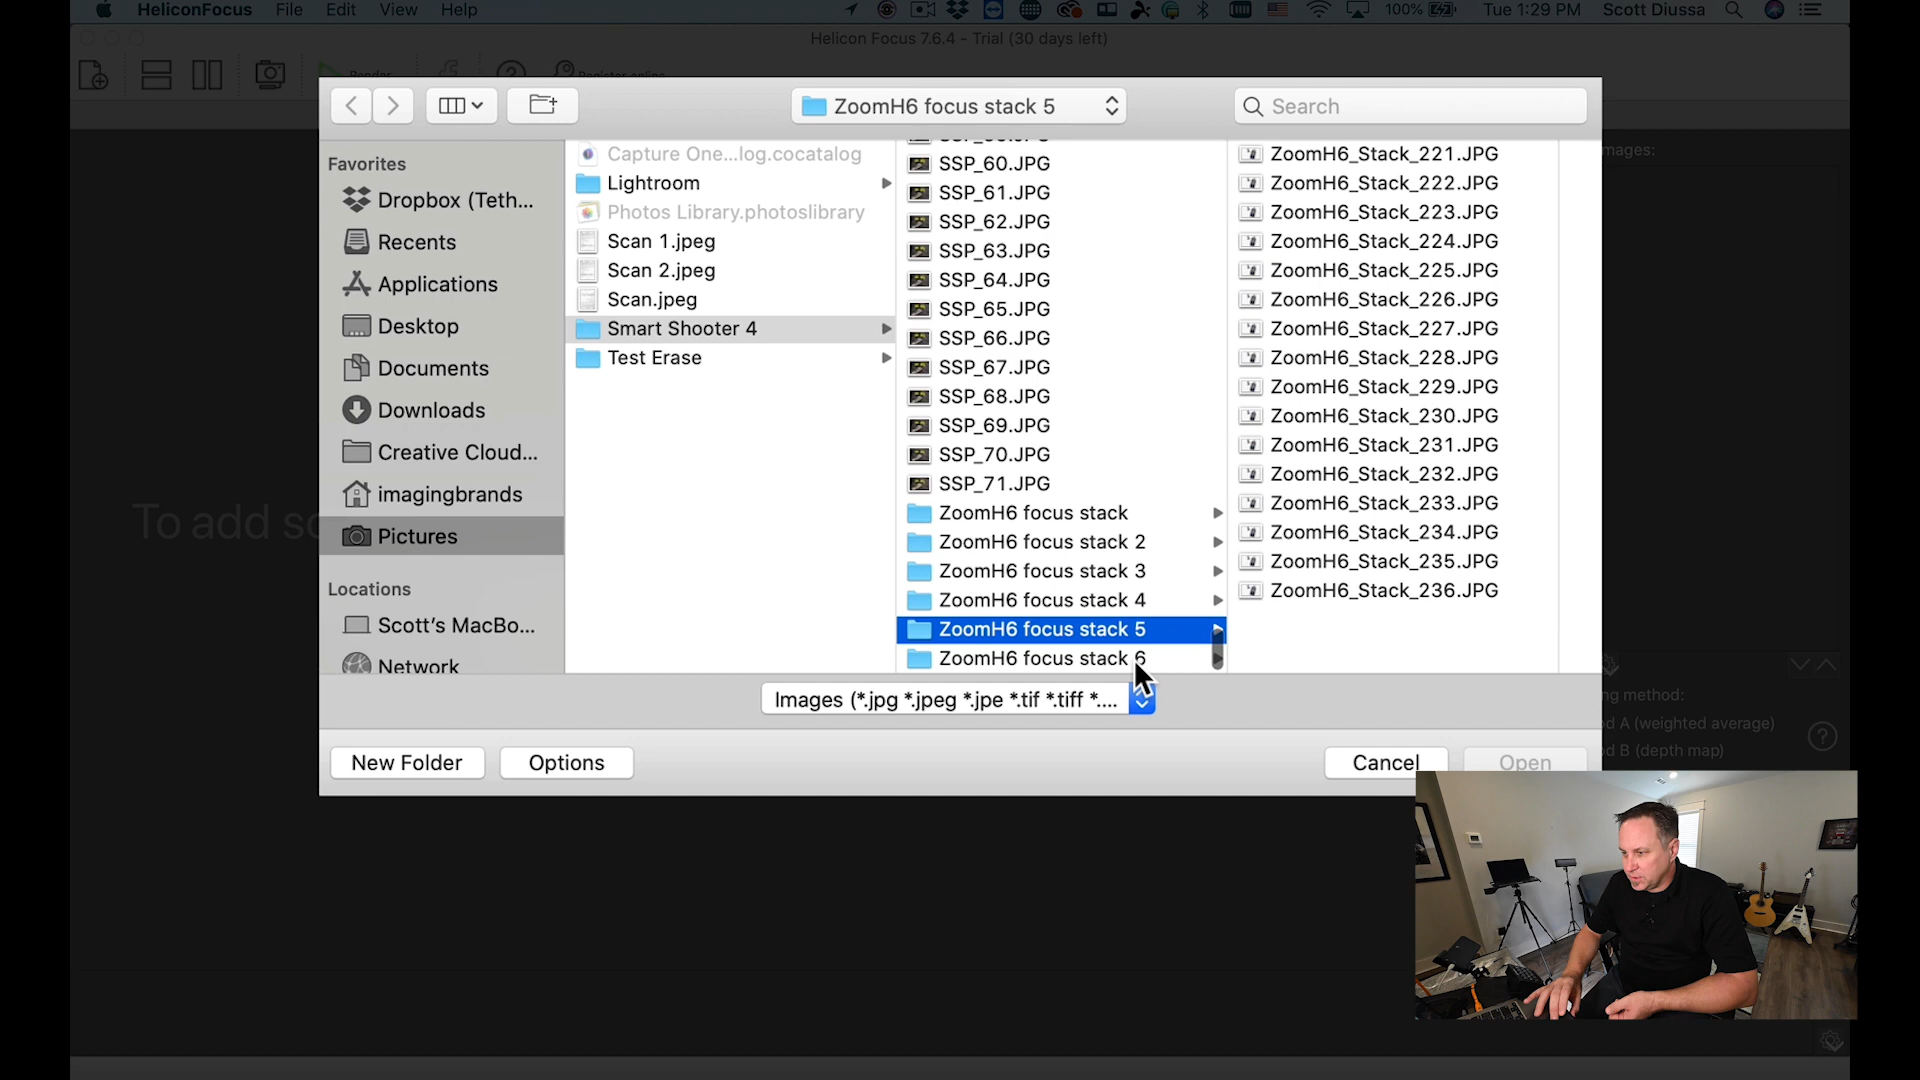 HeliconFocus File Edit View Help 100% Tue 1:29 PM Scott Diussa
Helicon Focus 7.6.4 - Trial (30 days left)
Render
Register online
ZoomH6 focus stack 5
Search
Favorites
Dropbox (Teth...
Recents
Applications
Desktop
Documents
Downloads
Creative Cloud...
imagingbrands
Pictures
Locations
Scott's MacBo...
Network
Capture One...log.cocatalog
Lightroom
Photos Library.photoslibrary
Scan 1.jpeg
Scan 2.jpeg
Scan.jpeg
Smart Shooter 4
Test Erase
SSP_60.JPG
SSP_61.JPG
SSP_62.JPG
SSP_63.JPG
SSP_64.JPG
SSP_65.JPG
SSP_66.JPG
SSP_67.JPG
SSP_68.JPG
SSP_69.JPG
SSP_70.JPG
SSP_71.JPG
ZoomH6 focus stack
ZoomH6 focus stack 2
ZoomH6 focus stack 3
ZoomH6 focus stack 4
ZoomH6 focus stack 5
ZoomH6 focus stack 6
ZoomH6_Stack_221.JPG
ZoomH6_Stack_222.JPG
ZoomH6_Stack_223.JPG
ZoomH6_Stack_224.JPG
ZoomH6_Stack_225.JPG
ZoomH6_Stack_226.JPG
ZoomH6_Stack_227.JPG
ZoomH6_Stack_228.JPG
ZoomH6_Stack_229.JPG
ZoomH6_Stack_230.JPG
ZoomH6_Stack_231.JPG
ZoomH6_Stack_232.JPG
ZoomH6_Stack_233.JPG
ZoomH6_Stack_234.JPG
ZoomH6_Stack_235.JPG
ZoomH6_Stack_236.JPG
Images (*.jpg *.jpeg *.jpe *.tif *.tiff *....
New Folder
Options
Cancel
Open
To add so
mages:
ng method:
d A (weighted average)
d B (depth map)